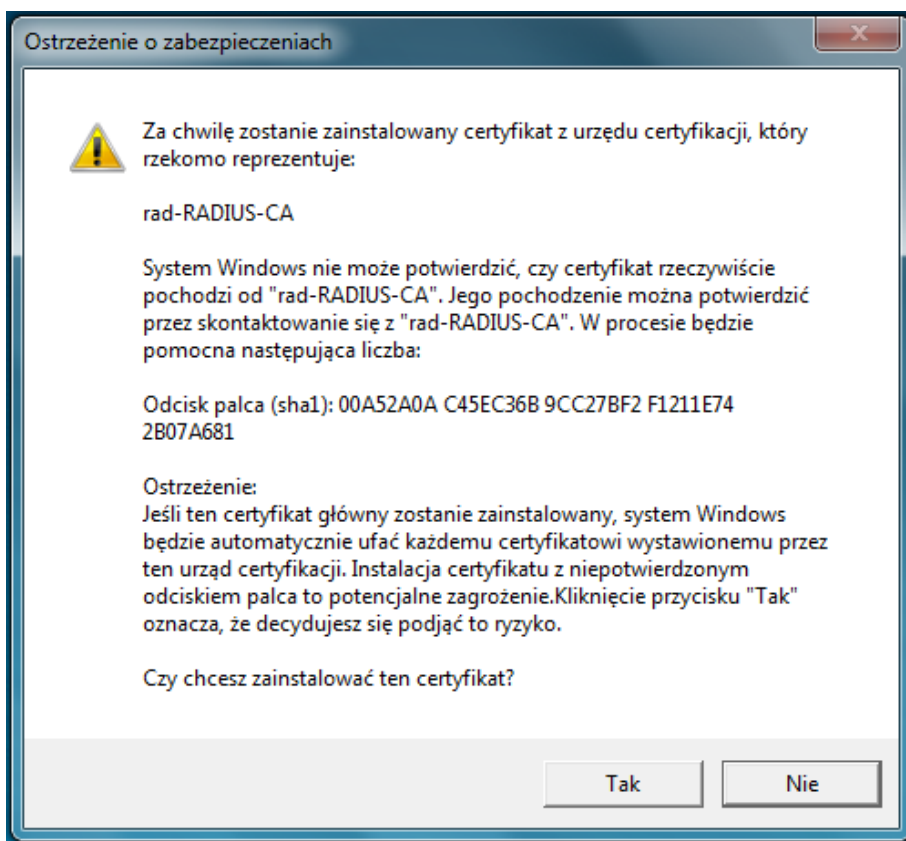 Ostrzeżenie o zabezpieczeniach
Za chwilę zostanie zainstalowany certyfikat z urzędu certyfikacji, który
rzekomo reprezentuje:
rad-RADIUS-CA
System Windows nie może potwierdzić, czy certyfikat rzeczywiście
pochodzi od "rad-RADIUS-CA". Jego pochodzenie można potwierdzić
przez skontaktowanie się z "rad-RADIUS-CA". W procesie będzie
pomocna następująca liczba:
Odcisk palca (sha1): 00A52A0A C45EC36B 9CC27BF2 F1211E74
2B07A681
Ostrzeżenie:
Jeśli ten certyfikat główny zostanie zainstalowany, system Windows
będzie automatycznie ufać każdemu certyfikatowi wystawionemu przez
ten urząd certyfikacji. Instalacja certyfikatu z niepotwierdzonym
odciskiem palca to potencjalne zagrożenie.Kliknięcie przycisku "Tak"
oznacza, że decydujesz się podjąć to ryzyko.
Czy chcesz zainstalować ten certyfikat?
Tak
Nie